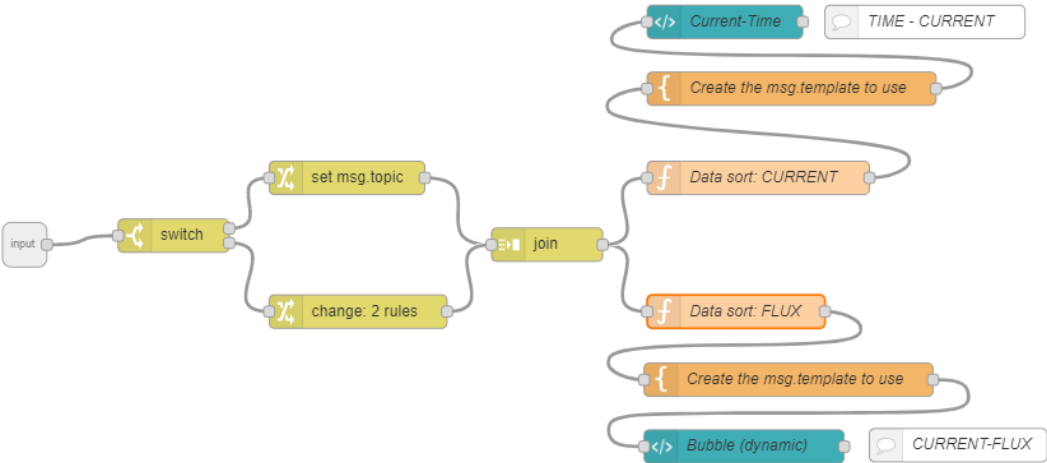 Current-Time
TIME - CURRENT
Create the msg.template to use
set msg.topic
Data sort: CURRENT
input
switch
join
change: 2 rules
Data sort: FLUX
Create the msg.template to use
Bubble (dynamic)
CURRENT-FLUX